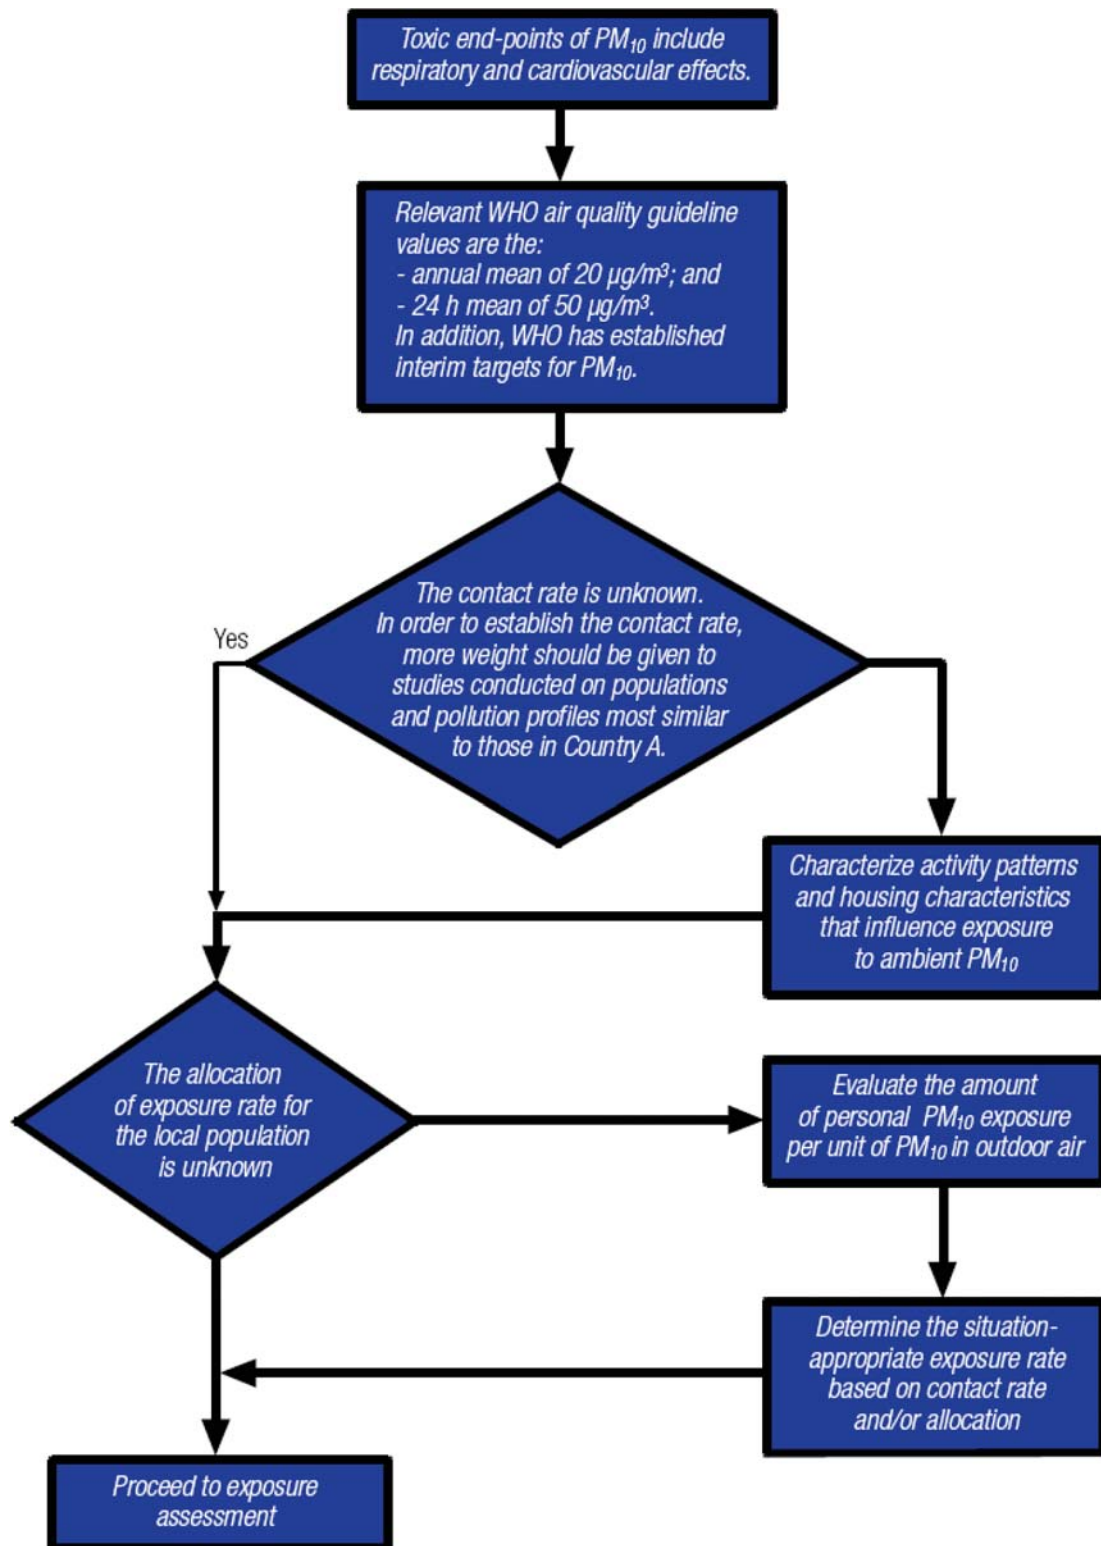 Toxic end-points of PM₁₀ include
respiratory and cardiovascular effects.
Relevant WHO air quality guideline
values are the:
- annual mean of 20 µg/m³; and
- 24 h mean of 50 µg/m³.
In addition, WHO has established
interim targets for PM₁₀.
The contact rate is unknown.
In order to establish the contact rate,
more weight should be given to
studies conducted on populations
and pollution profiles most similar
to those in Country A.
Yes
Characterize activity patterns
and housing characteristics
that influence exposure
to ambient PM₁₀
The allocation
of exposure rate for
the local population
is unknown
Evaluate the amount
of personal PM₁₀ exposure
per unit of PM₁₀ in outdoor air
Determine the situation-
appropriate exposure rate
based on contact rate
and/or allocation
Proceed to exposure
assessment